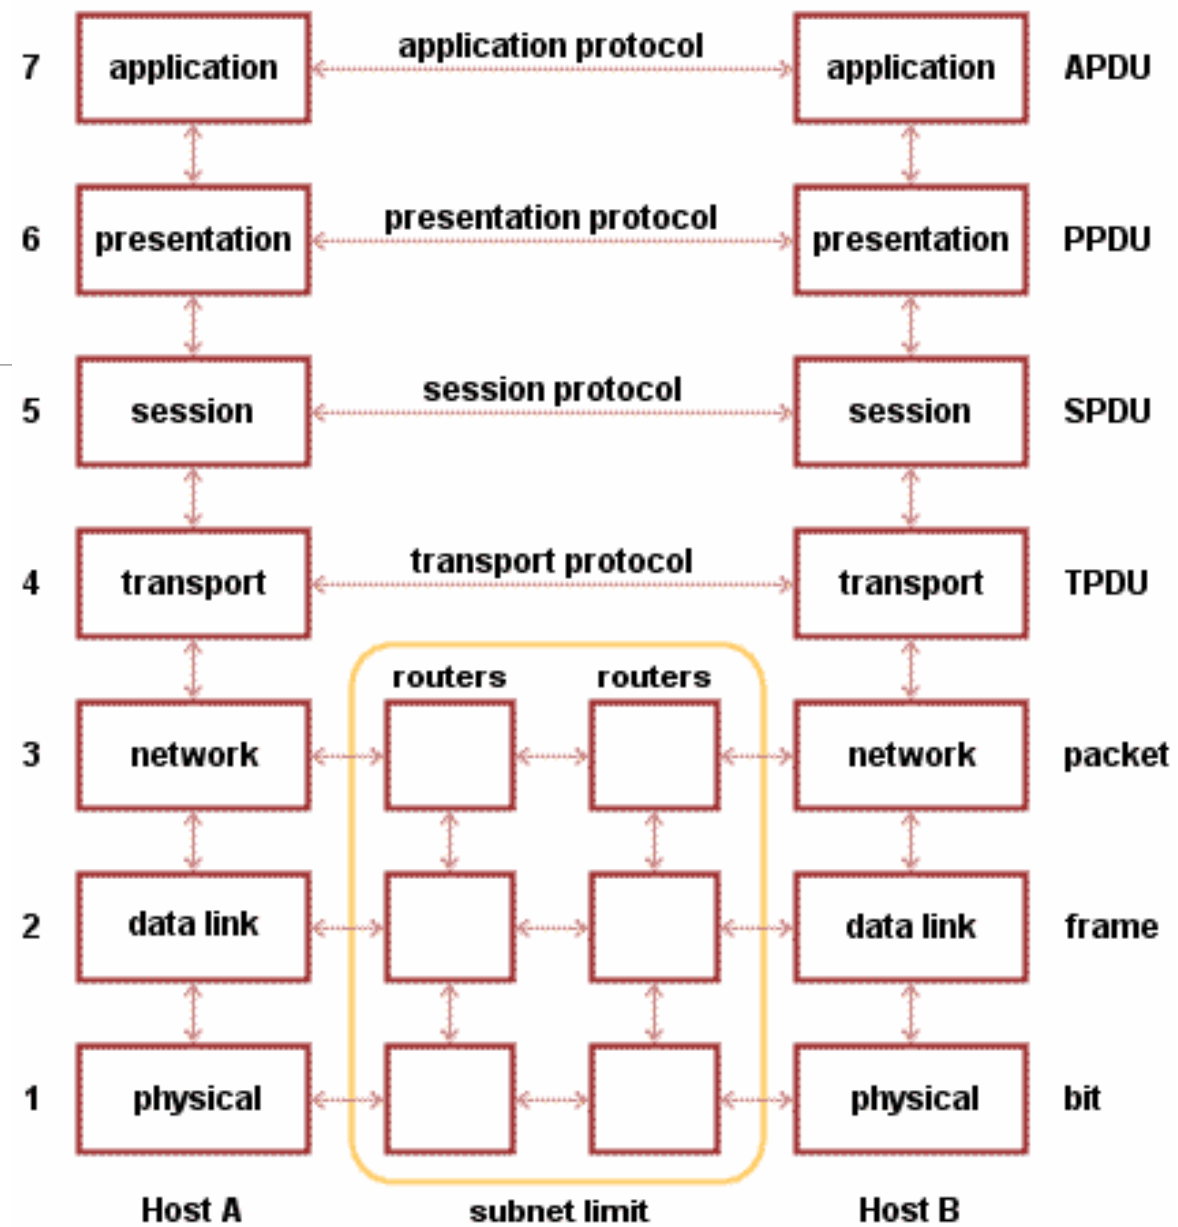 7 application application protocol application APDU
6 presentation presentation protocol presentation PPDU
5 session session protocol session SPDU
4 transport transport protocol transport TPDU
routers routers
3 network network packet
2 data link data link frame
1 physical physical bit
Host A subnet limit Host B